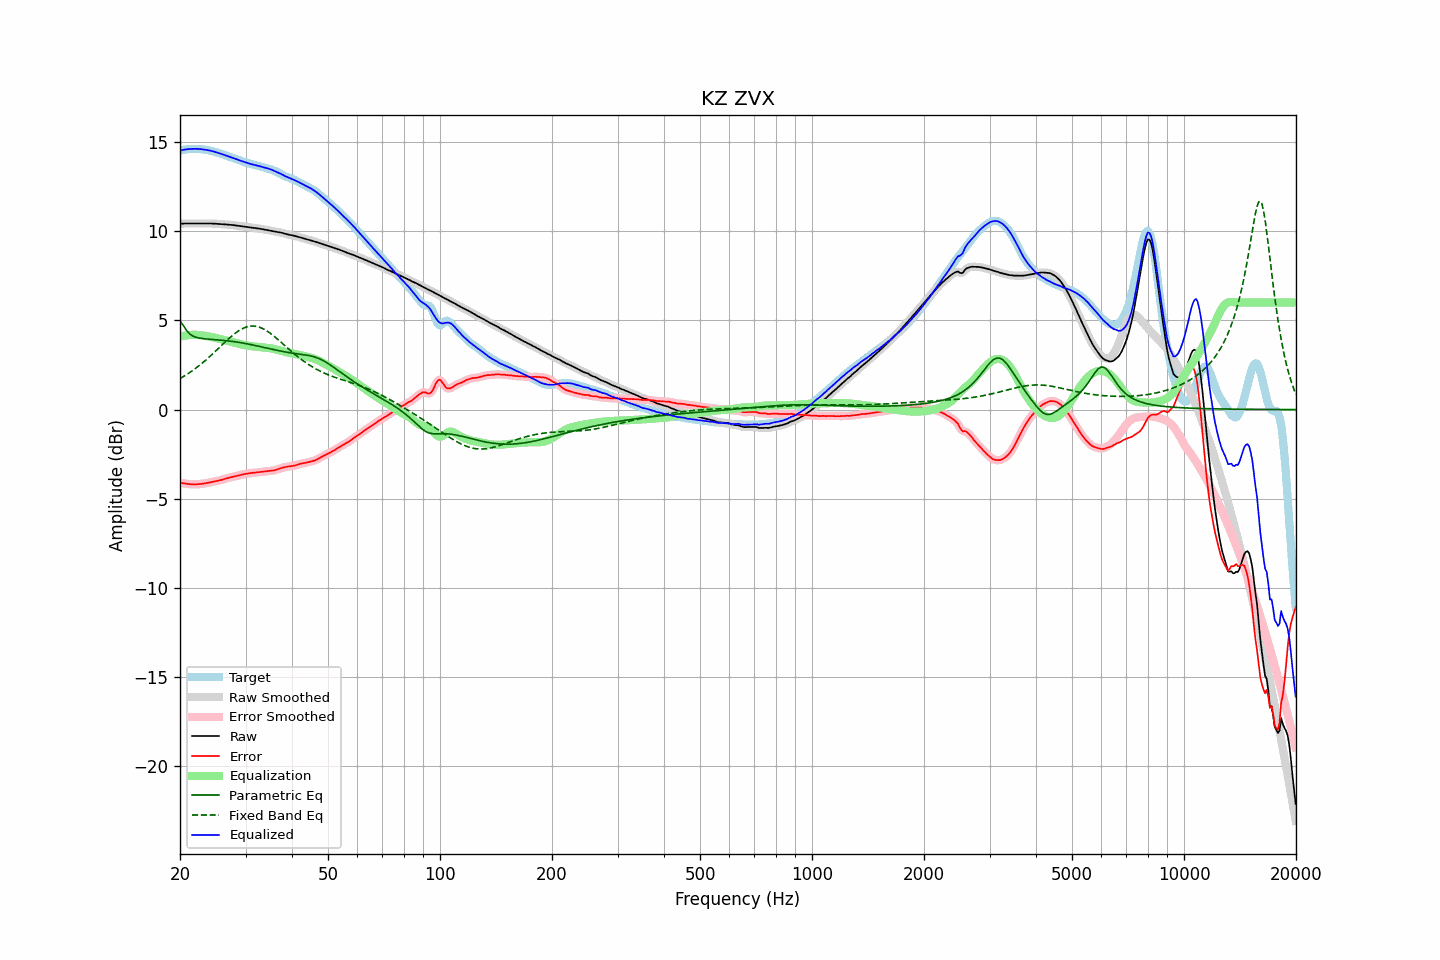 KZ ZVX
Amplitude (dBr)
15
10
5
0
−5
−10
−15
−20
Target
Raw Smoothed
Error Smoothed
Raw
Error
Equalization
Parametric Eq
Fixed Band Eq
Equalized
20 50 100 200 500 1000 2000 5000 10000 20000
Frequency (Hz)